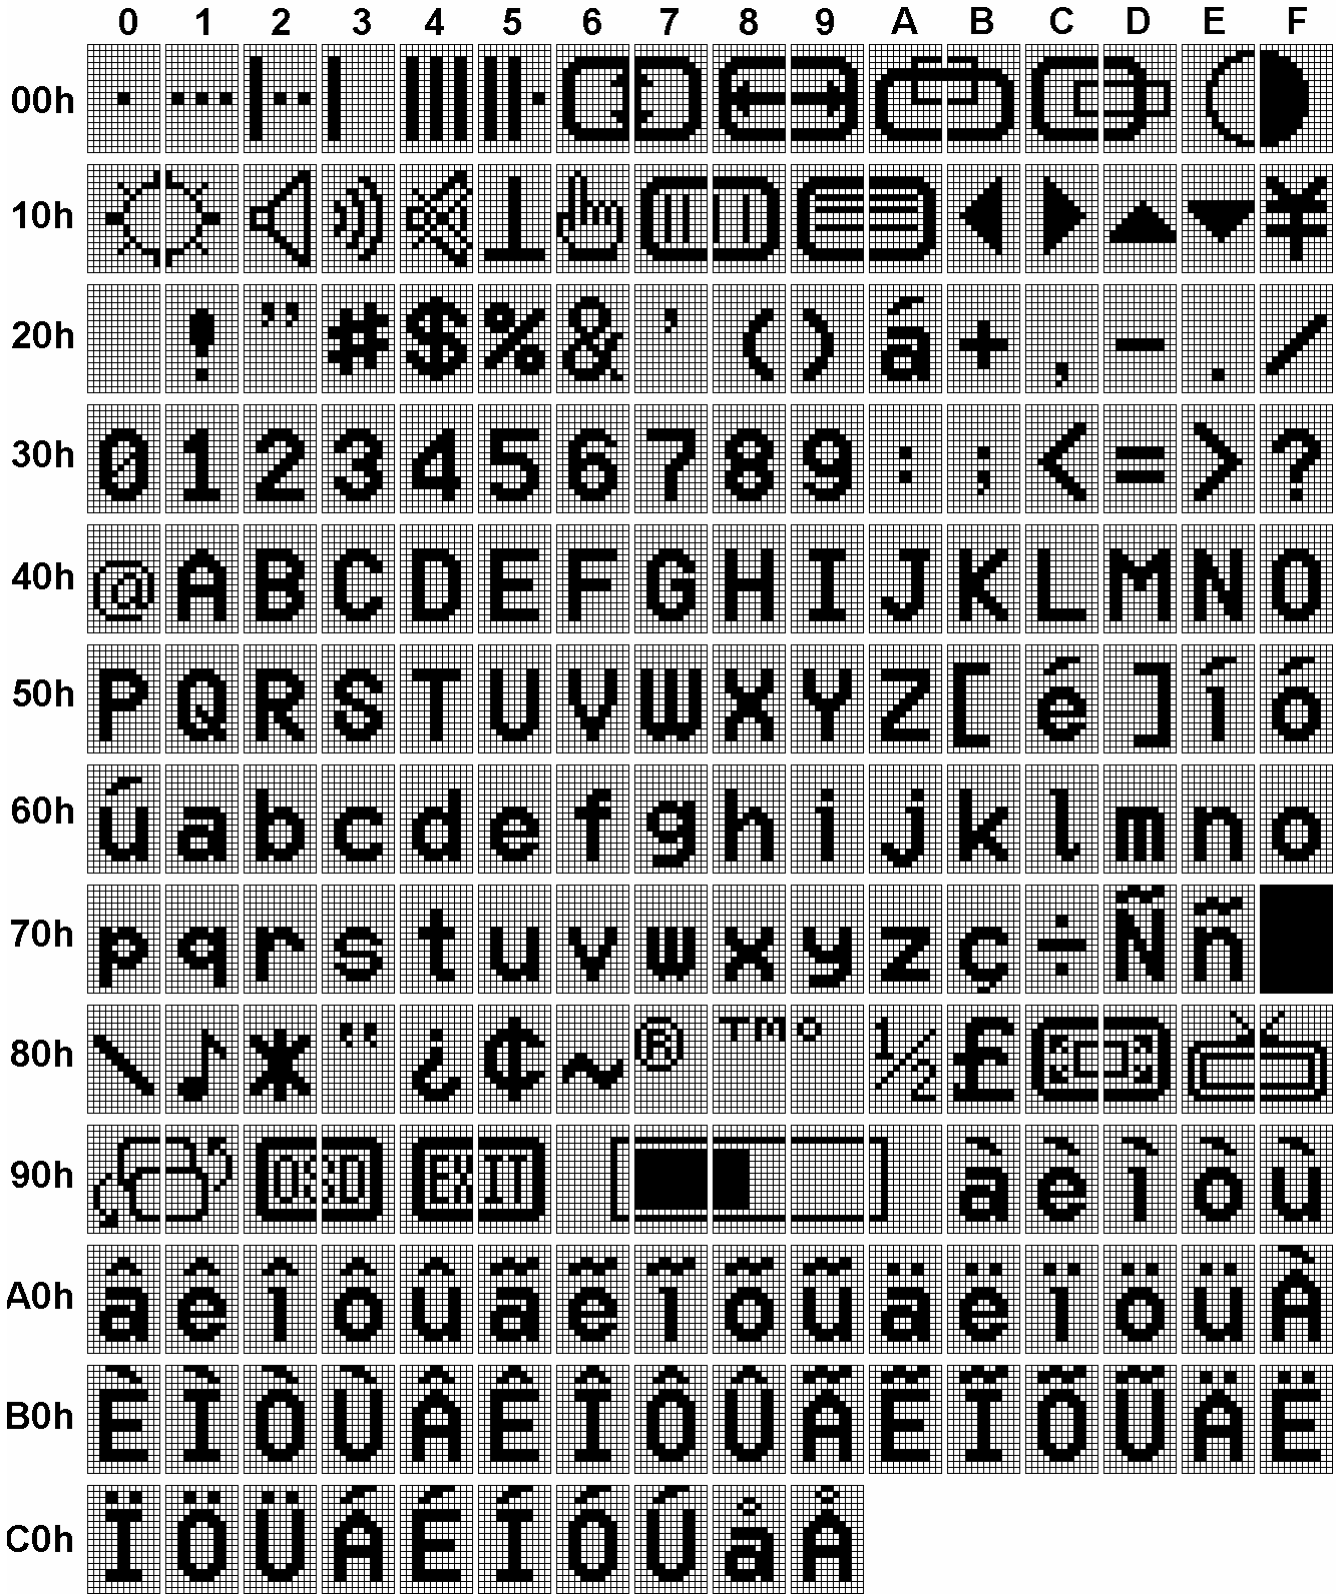 0 1 2 3 4 5 6 7 8 9 A B C D E F
00h
10h ¥
20h ! " # $ % & ' ( ) á + , - . /
30h 0 1 2 3 4 5 6 7 8 9 : ; < = > ?
40h @ A B C D E F G H I J K L M N O
50h P Q R S T U V W X Y Z [ é ] í ó
60h ú a b c d e f g h i j k l m n o
70h p q r s t u v w x y z ç ÷ Ñ ñ
80h \ ♪ * " ¿ ¢ ~ ® ™ ° ½ £
90h OSD EXIT à è ì ò ù
A0h â ê î ô û ã ẽ ĩ õ ũ ä ë ï ö ü À
B0h È Ì Ò Ù Â Ê Î Ô Û Ã Ẽ Ĩ Õ Ũ Ä Ë
C0h Ï Ö Ü Á É Í Ó Ú å Å